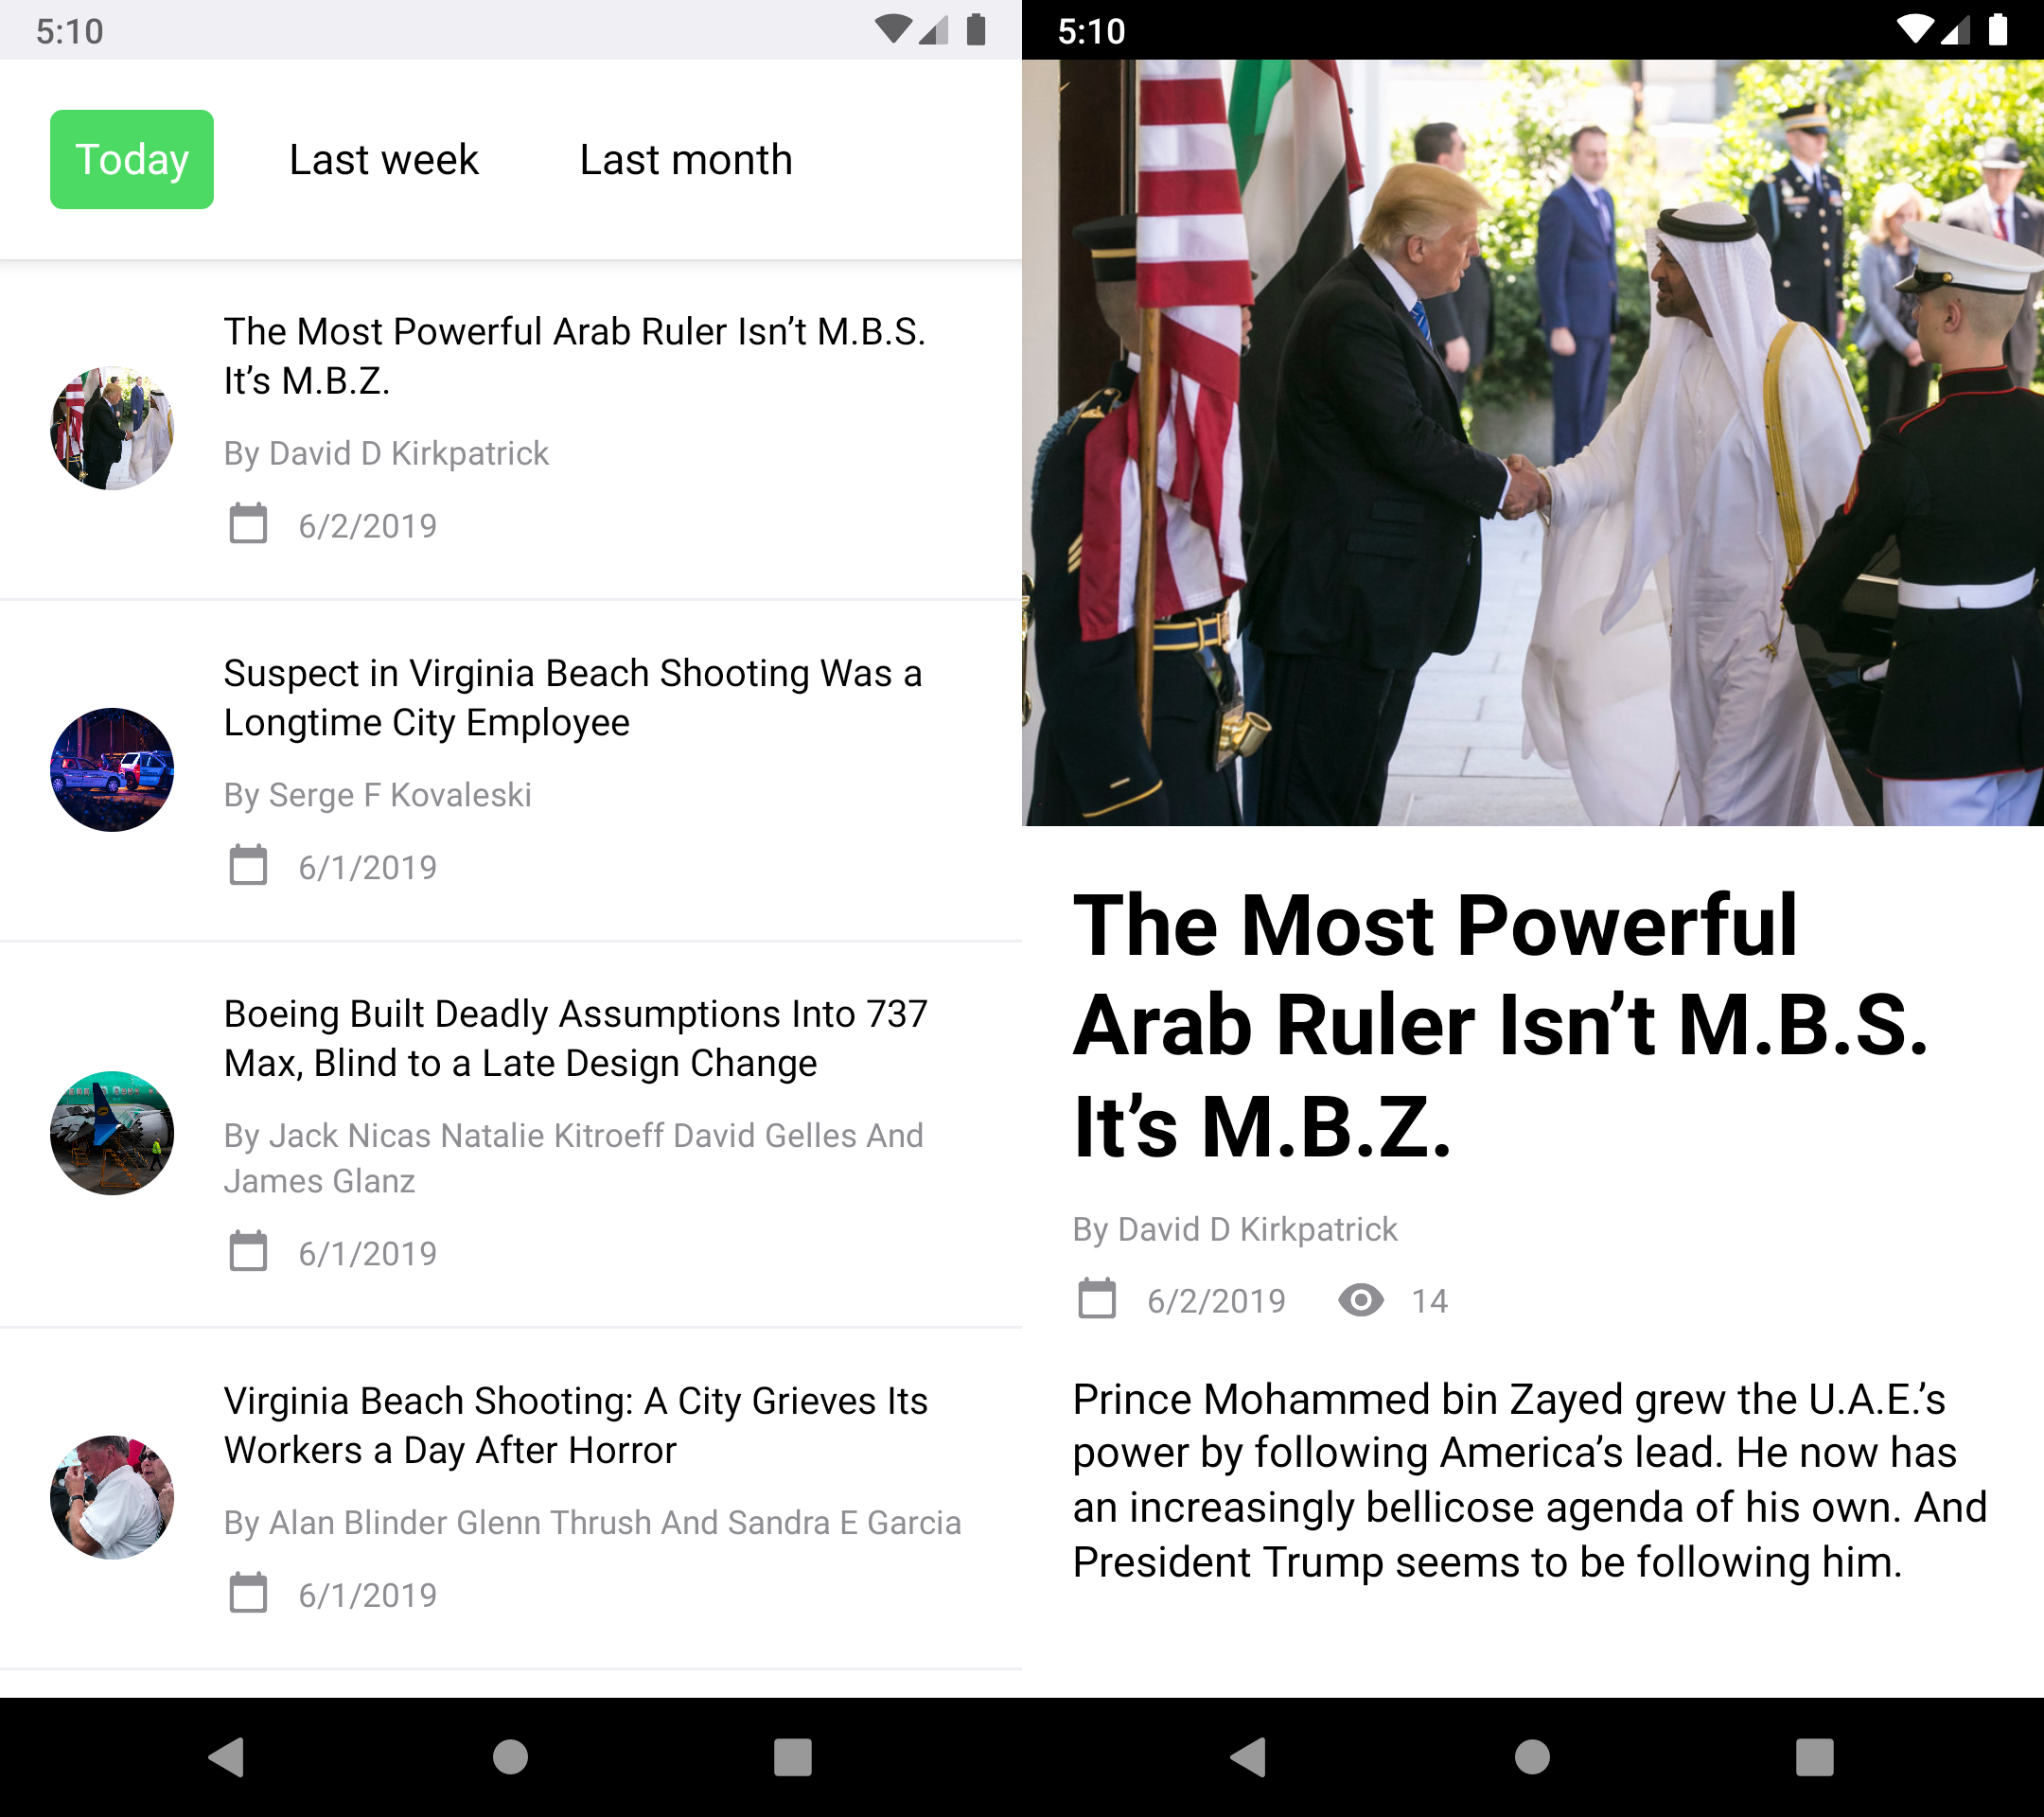 5:10
Today
Last week
Last month
The Most Powerful Arab Ruler Isn’t M.B.S.
It’s M.B.Z.
By David D Kirkpatrick
6/2/2019
Suspect in Virginia Beach Shooting Was a
Longtime City Employee
By Serge F Kovaleski
6/1/2019
Boeing Built Deadly Assumptions Into 737
Max, Blind to a Late Design Change
By Jack Nicas Natalie Kitroeff David Gelles And
James Glanz
6/1/2019
Virginia Beach Shooting: A City Grieves Its
Workers a Day After Horror
By Alan Blinder Glenn Thrush And Sandra E Garcia
6/1/2019
5:10
The Most Powerful
Arab Ruler Isn’t M.B.S.
It’s M.B.Z.
By David D Kirkpatrick
6/2/2019 14
Prince Mohammed bin Zayed grew the U.A.E.’s
power by following America’s lead. He now has
an increasingly bellicose agenda of his own. And
President Trump seems to be following him.